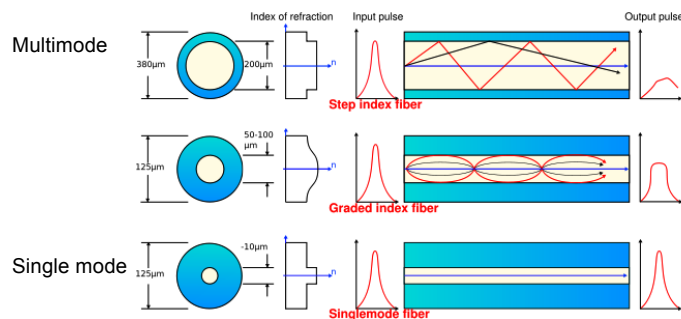 Index of refraction Input pulse Output pulse
Multimode
380µm 200µm n
Step index fiber
50-100
µm
125µm n
Graded index fiber
-10µm
Single mode
125µm n
Singlemode fiber